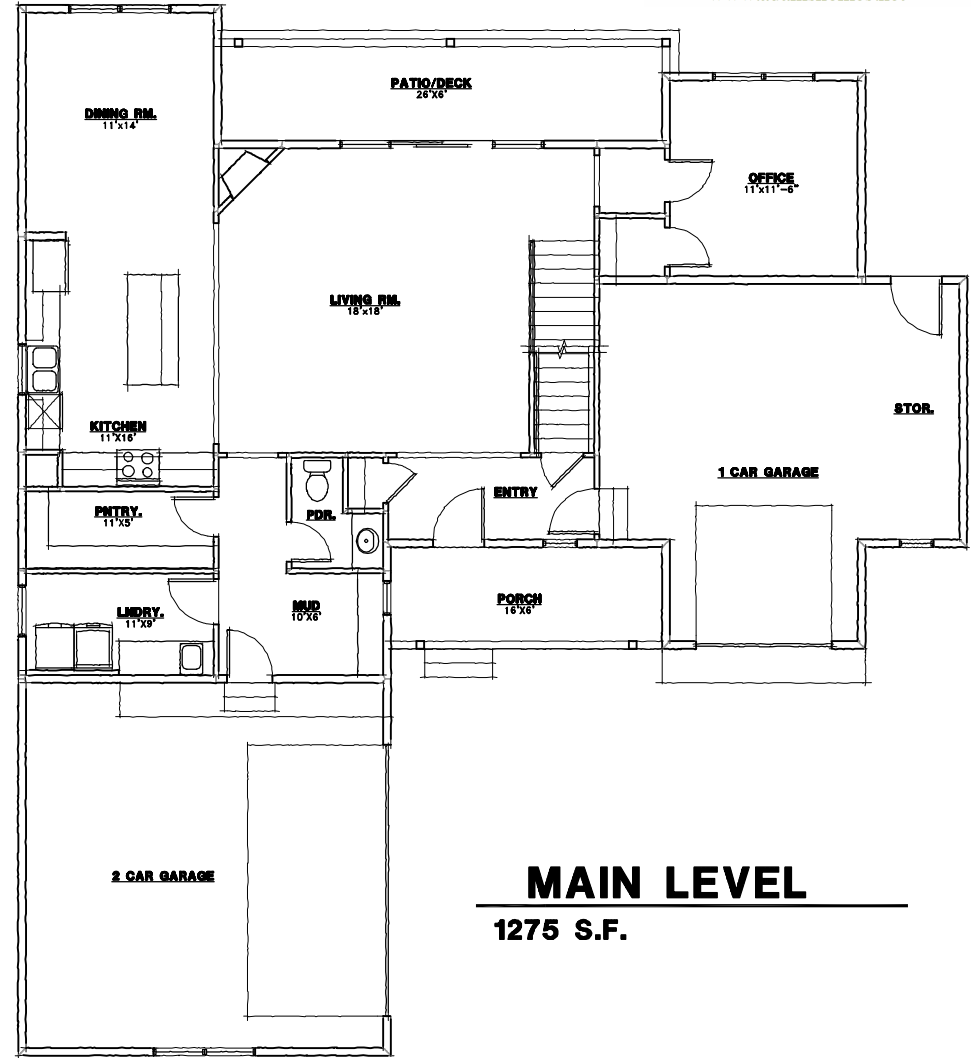 PATIO/DECK
26'X6'
DINING RM.
11'x14'
OFFICE
11'x11'-6"
LIVING RM.
18'x18'
STOR.
KITCHEN
11'X16'
1 CAR GARAGE
ENTRY
PNTRY.
11'X5'
PDR.
PORCH
16'X6'
MUD
10'X6'
LNDRY.
11'X9'
2 CAR GARAGE
MAIN LEVEL
1275 S.F.